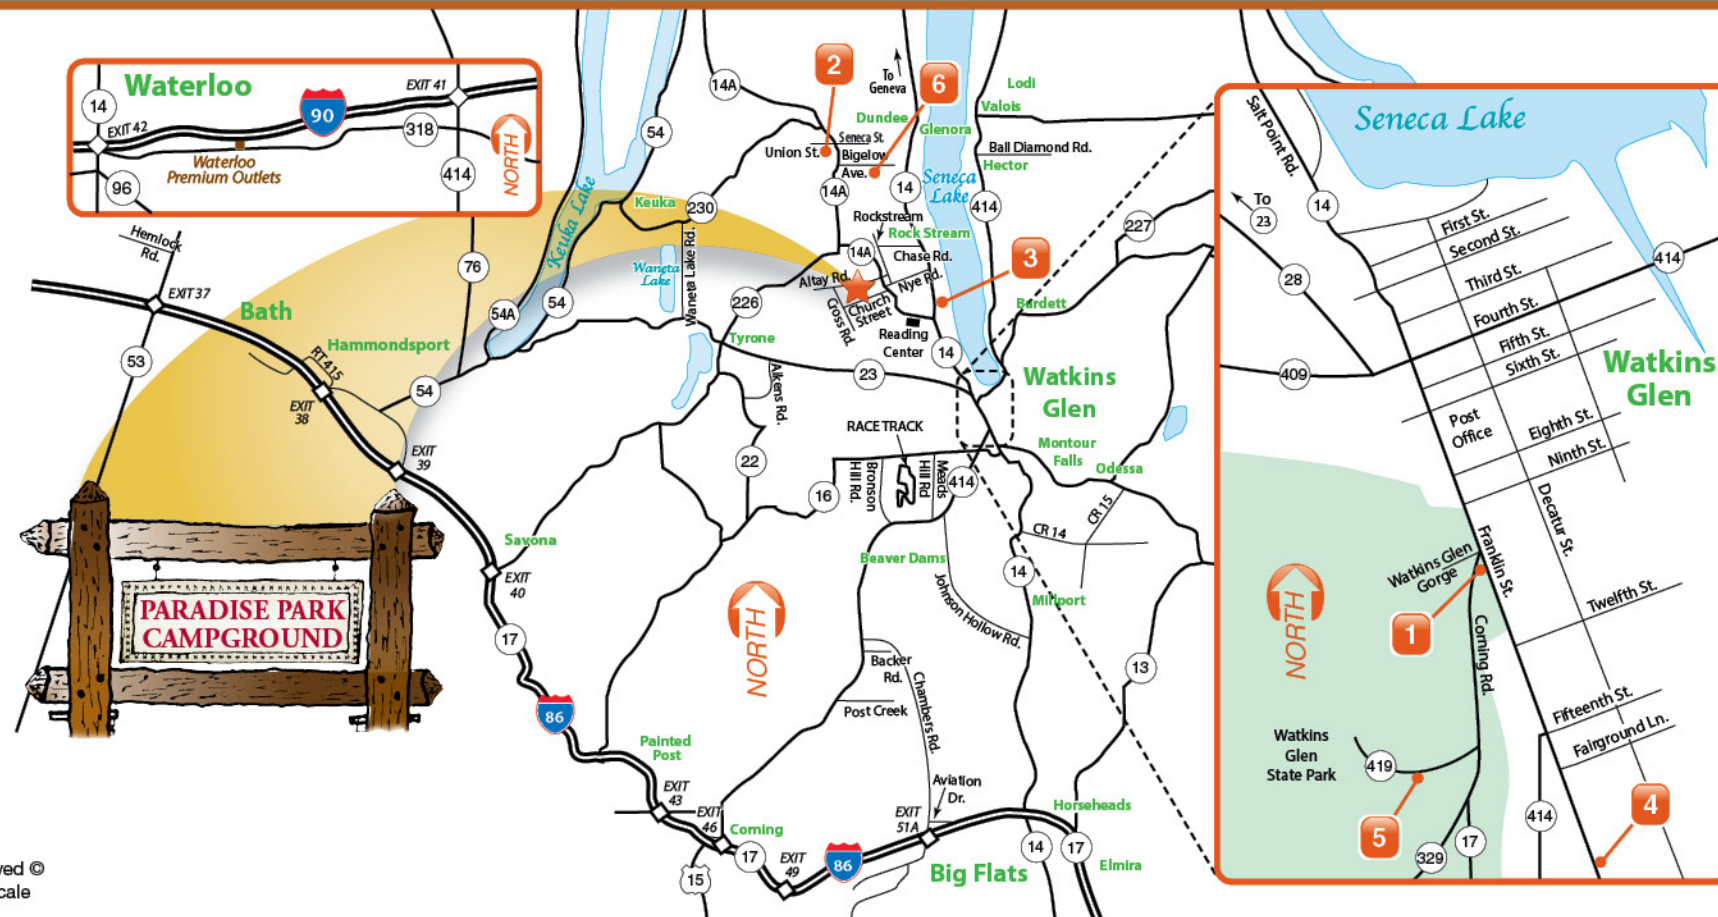 Waterloo
14
EXIT 42
90
EXIT 41
318
Waterloo
Premium Outlets
96
414
NORTH
Hemlock
Rd.
EXIT 37
53
76
Bath
Hammondsport
RT 415
EXIT
38
54
EXIT
39
54A
54
54
Keuka Lake
Keuka
230
Waneta
Lake
Waneta Lake Rd.
14A
2
To
Geneva
6
Dundee
Seneca St.
Union St.
Bigelow
Ave.
14A
14
Glenora
Seneca
Lake
Lodi
Valois
Ball Diamond Rd.
Hector
414
227
Rockstream
Rock Stream
14A
Chase Rd.
Altay Rd.
Nye Rd.
Church
Street
Cross Rd.
3
Burdett
Reading
Center
14
226
Tyrone
23
Aikens Rd.
Watkins
Glen
RACE TRACK
Montour
Falls
Odessa
22
16
Bronson
Hill Rd.
Meads
Hill Rd
414
CR 14
CR 15
PARADISE PARK
CAMPGROUND
Savona
EXIT
40
17
86
NORTH
Beaver Dams
Johnson Hollow Rd.
14
Millport
13
Backer
Rd.
Post Creek
Chambers Rd.
Painted
Post
EXIT
43
EXIT
46
Corning
17
15
EXIT
49
86
EXIT
51A
Aviation
Dr.
Big Flats
Horseheads
14
17
Elmira
Seneca Lake
Salt Point Rd.
To
23
14
28
409
First St.
Second St.
Third St.
Fourth St.
414
Fifth St.
Sixth St.
Watkins
Glen
Post
Office
Eighth St.
Ninth St.
Decatur St.
Franklin St.
Watkins Glen
Gorge
Twelfth St.
NORTH
1
Corning Rd.
Fifteenth St.
Fairground Ln.
Watkins
Glen
State Park
419
5
329
17
414
4
ved ©
cale